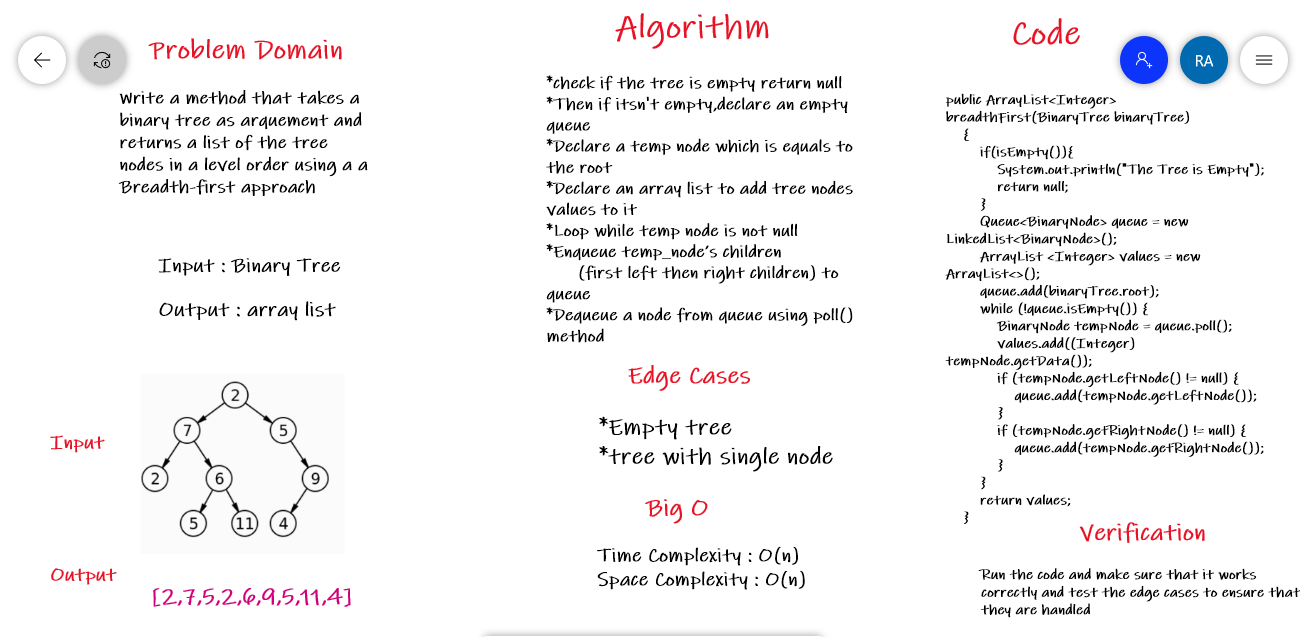 Problem Domain
Write a method that takes a
binary tree as arquement and
returns a list of the tree
nodes in a level order using a a
Breadth-first approach
Input : Binary Tree
Output : array list
Input
2
7
5
2
6
9
5
11
4
Output
[2,7,5,2,6,9,5,11,4]
Algorithm
*check if the tree is empty return null
*Then if itsn't empty,declare an empty
queue
*Declare a temp node which is equals to
the root
*Declare an array list to add tree nodes
values to it
*Loop while temp node is not null
*Enqueue temp_node's children
(first left then right children) to
queue
*Dequeue a node from queue using poll()
method
Edge Cases
*Empty tree
*tree with single node
Big O
Time Complexity : O(n)
Space Complexity : O(n)
Code
RA
public ArrayList<Integer>
breadthFirst(BinaryTree binaryTree)
{
if(isEmpty()){
System.out.println("The Tree is Empty");
return null;
}
Queue<BinaryNode> queue = new
LinkedList<BinaryNode>();
ArrayList <Integer> values = new
ArrayList<>();
queue.add(binaryTree.root);
while (!queue.isEmpty()) {
BinaryNode tempNode = queue.poll();
values.add((Integer)
tempNode.getData());
if (tempNode.getLeftNode() != null) {
queue.add(tempNode.getLeftNode());
}
if (tempNode.getRightNode() != null) {
queue.add(tempNode.getRightNode());
}
}
return values;
}
Verification
Run the code and make sure that it works
correctly and test the edge cases to ensure that
they are handled